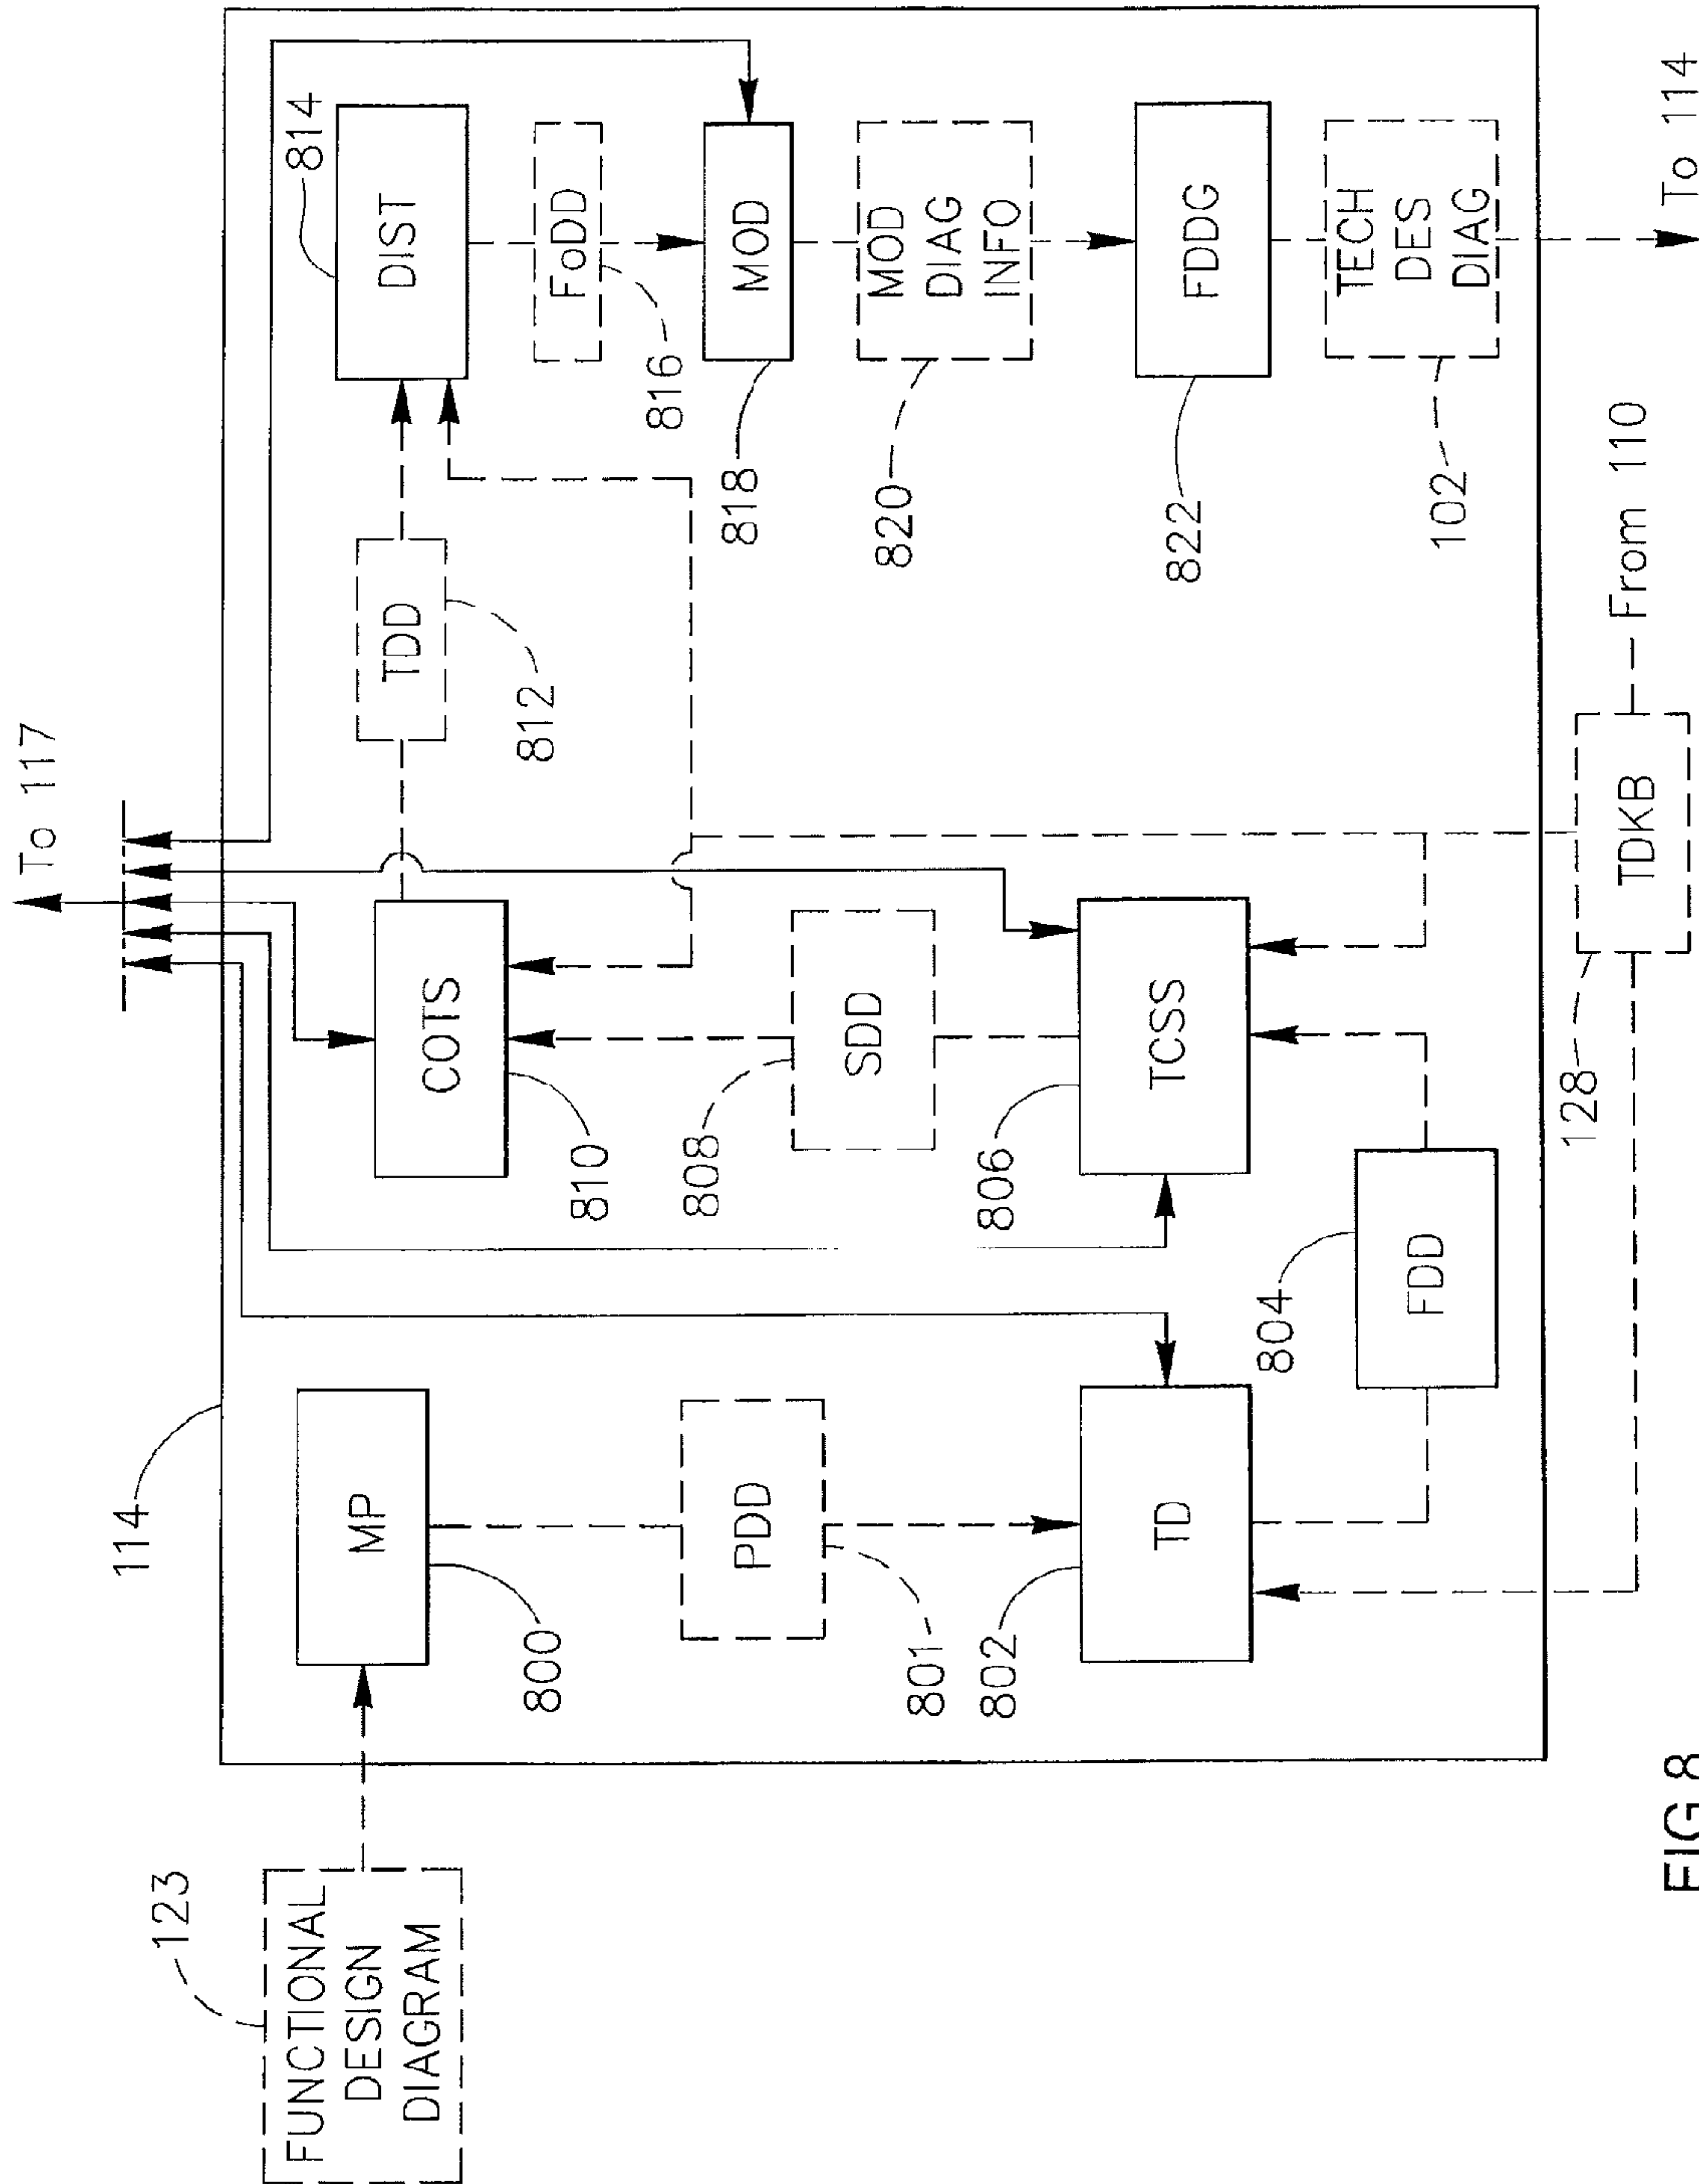 To 117
114
FUNCTIONAL
DESIGN
DIAGRAM
123
MP
800
PDD
801
TD
802
FDD
804
TCSS
806
SDD
808
COTS
810
TDD
812
DIST
814
FoDD
816
MOD
818
MOD
DIAG
INFO
820
FDDG
822
TECH
DES
DIAG
102
TDKB
128
From 110
To 114
FIG.8